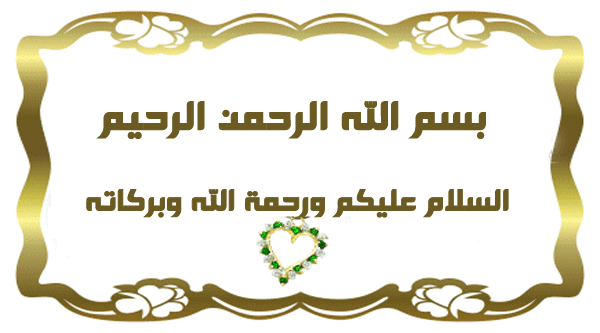 بسم الله الرحمن الرحيم
السلام عليكم ورحمة الله وبركاته